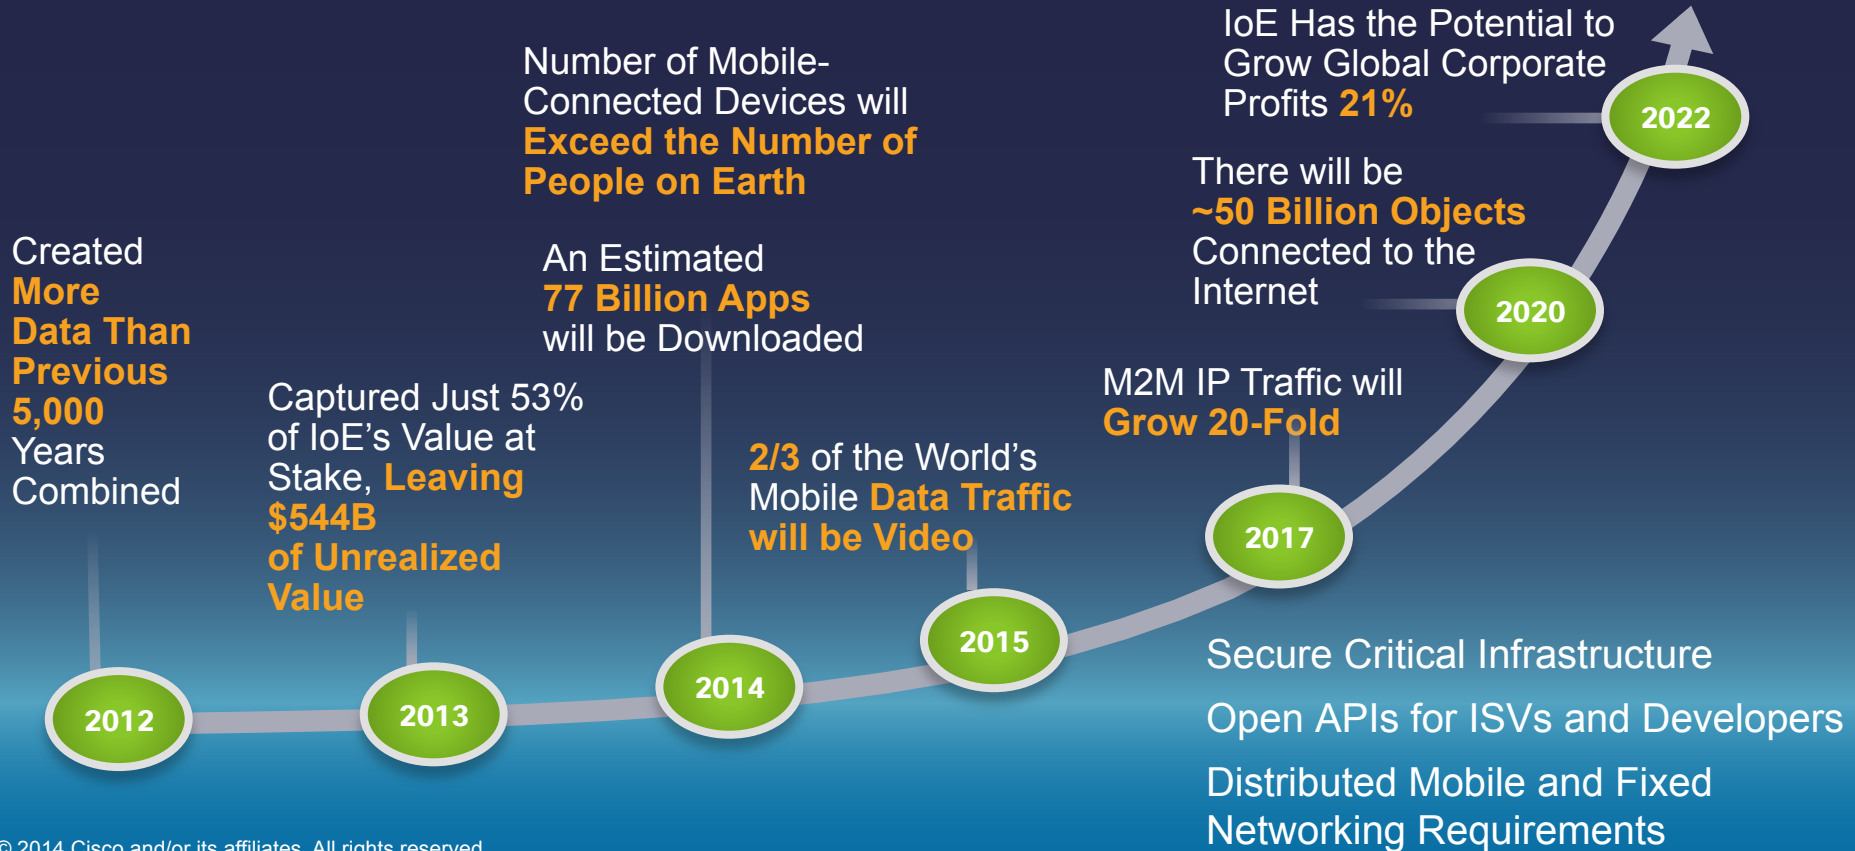 Created
More
Data Than
Previous
5,000
Years
Combined
2012
Captured Just 53%
of IoE's Value at
Stake, Leaving
$544B
of Unrealized
Value
2013
Number of Mobile-
Connected Devices will
Exceed the Number of
People on Earth
An Estimated
77 Billion Apps
will be Downloaded
2014
2/3 of the World's
Mobile Data Traffic
will be Video
2015
M2M IP Traffic will
Grow 20-Fold
2017
There will be
~50 Billion Objects
Connected to the
Internet
2020
IoE Has the Potential to
Grow Global Corporate
Profits 21%
2022
Secure Critical Infrastructure
Open APIs for ISVs and Developers
Distributed Mobile and Fixed
Networking Requirements
© 2014 Cisco and/or its affiliates. All rights reserved